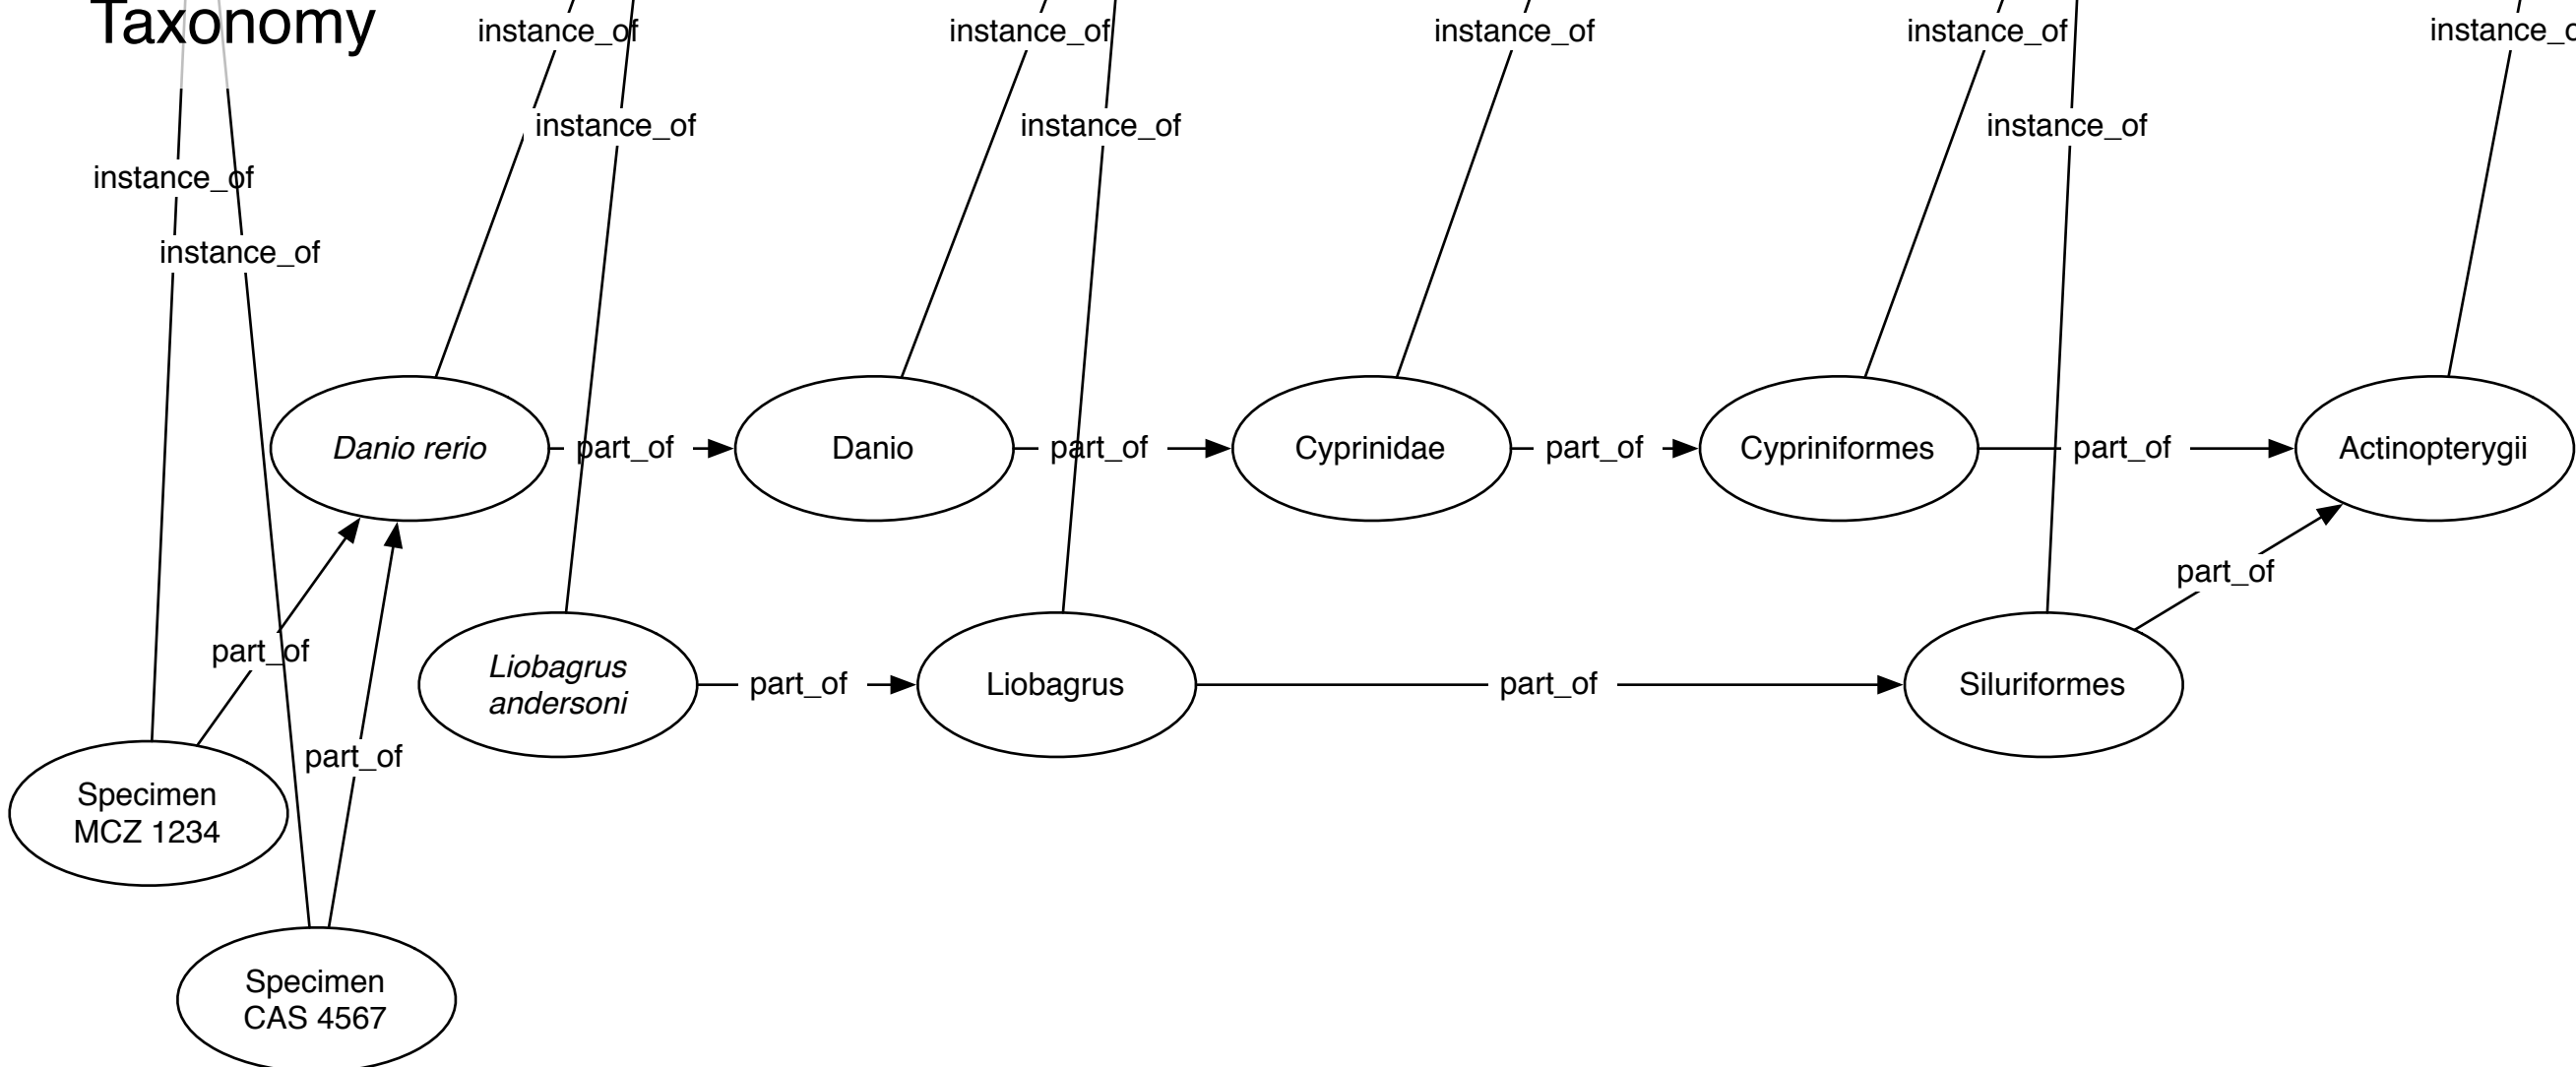 Taxonomy
instance_of
instance_of
instance_of
instance_of
instance_o
instance_of
instance_of
instance_of
instance_of
instance_of
Danio rerio
part_of
Danio
part_of
Cyprinidae
part_of
Cypriniformes
part_of
Actinopterygii
part_of
part_of
Liobagrus
andersoni
part_of
Liobagrus
part_of
Siluriformes
part_of
Specimen
MCZ 1234
Specimen
CAS 4567